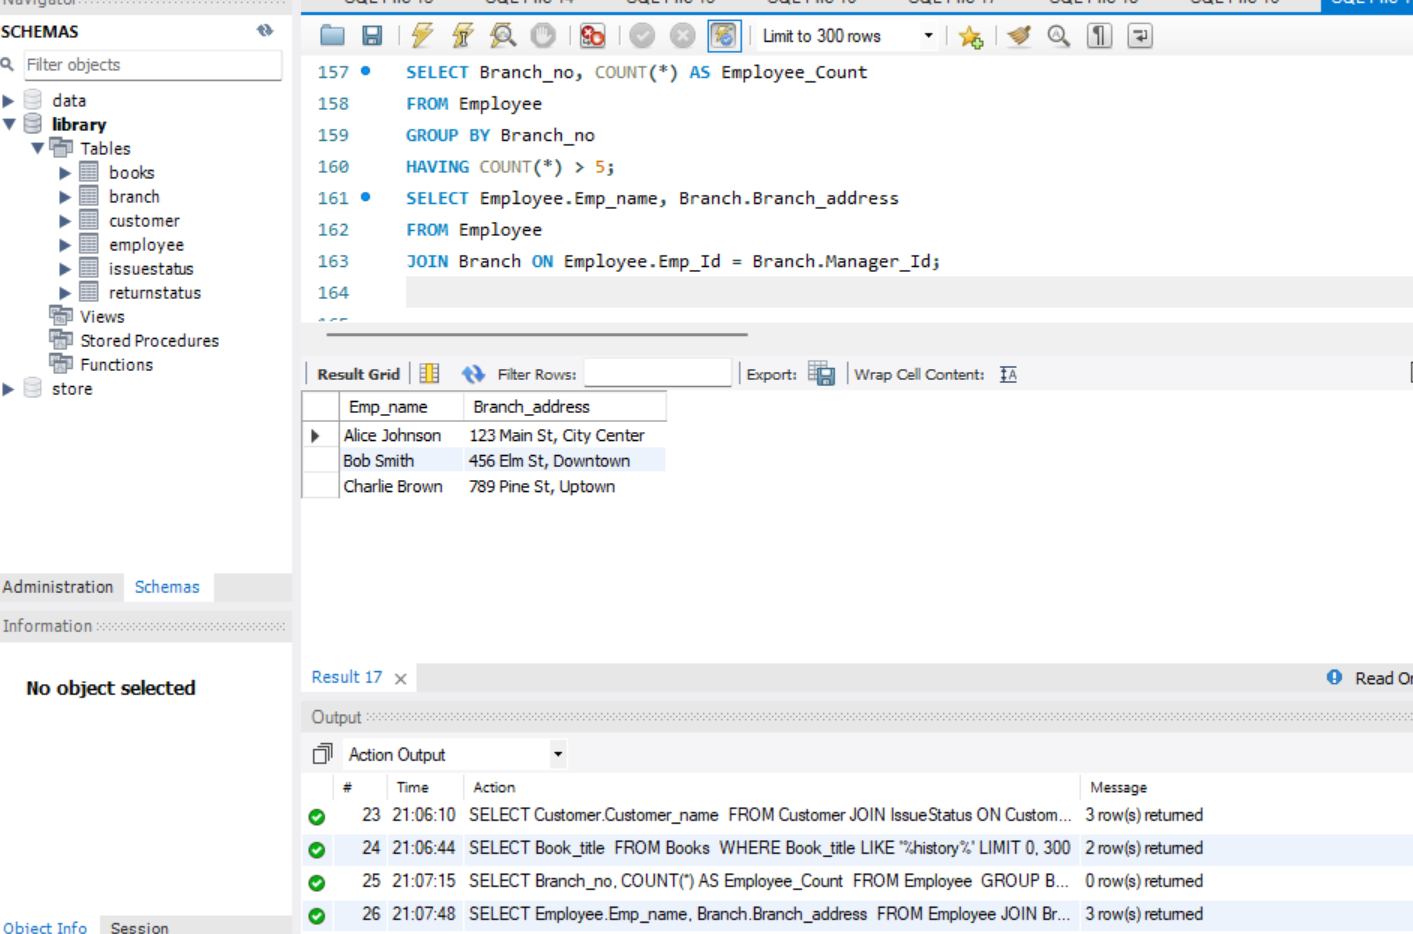 Navigator
SCHEMAS
Filter objects
data
library
Tables
books
branch
customer
employee
issuestatus
returnstatus
Views
Stored Procedures
Functions
store
Administration Schemas
Information
No object selected
Object Info Session
Limit to 300 rows
157 SELECT Branch_no, COUNT(*) AS Employee_Count
158 FROM Employee
159 GROUP BY Branch_no
160 HAVING COUNT(*) > 5;
161 SELECT Employee.Emp_name, Branch.Branch_address
162 FROM Employee
163 JOIN Branch ON Employee.Emp_Id = Branch.Manager_Id;
164
Result Grid Filter Rows: Export: Wrap Cell Content:
Emp_name Branch_address
Alice Johnson 123 Main St, City Center
Bob Smith 456 Elm St, Downtown
Charlie Brown 789 Pine St, Uptown
Result 17 Read
Output
Action Output
# Time Action Message
23 21:06:10 SELECT Customer.Customer_name FROM Customer JOIN IssueStatus ON Custom... 3 row(s) returned
24 21:06:44 SELECT Book_title FROM Books WHERE Book_title LIKE '%history%' LIMIT 0, 300 2 row(s) returned
25 21:07:15 SELECT Branch_no, COUNT(*) AS Employee_Count FROM Employee GROUP B... 0 row(s) returned
26 21:07:48 SELECT Employee.Emp_name, Branch.Branch_address FROM Employee JOIN Br... 3 row(s) returned